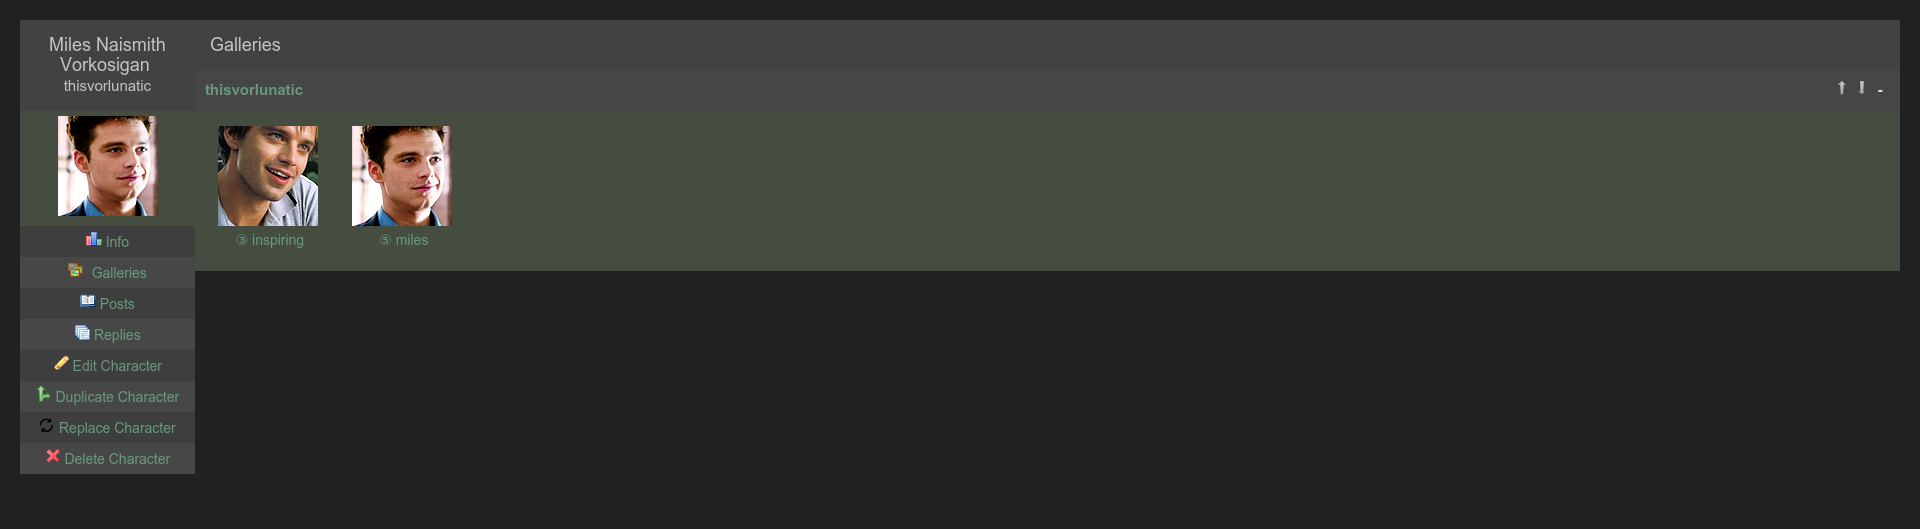 Miles Naismith
Vorkosigan
thisvorlunatic
Info
Galleries
Posts
Replies
Edit Character
Duplicate Character
Replace Character
Delete Character
Galleries
thisvorlunatic
-
③ inspiring
⑤ miles